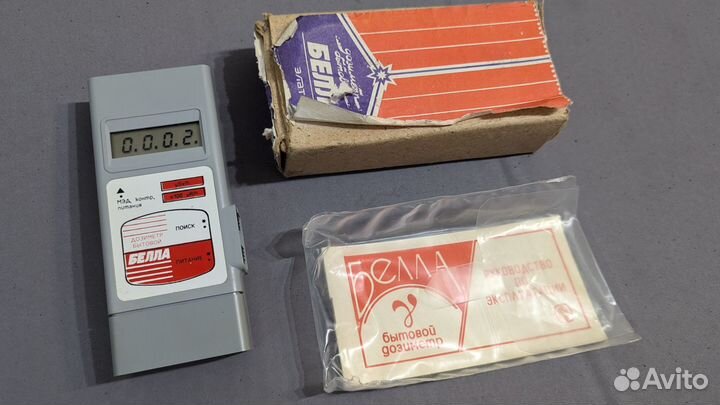 0.0.0.2.
МЭД, контр.
питания
мкЗв/ч
ПОИСК
ДОЗИМЕТР
БЫТОВОЙ
БЕЛЛА
ПИТАНИЕ
БЕЛЛА
γ
бытовой
дозиметр
РУКОВОДСТВО
ПО
ЭКСПЛУАТАЦИИ
Avito